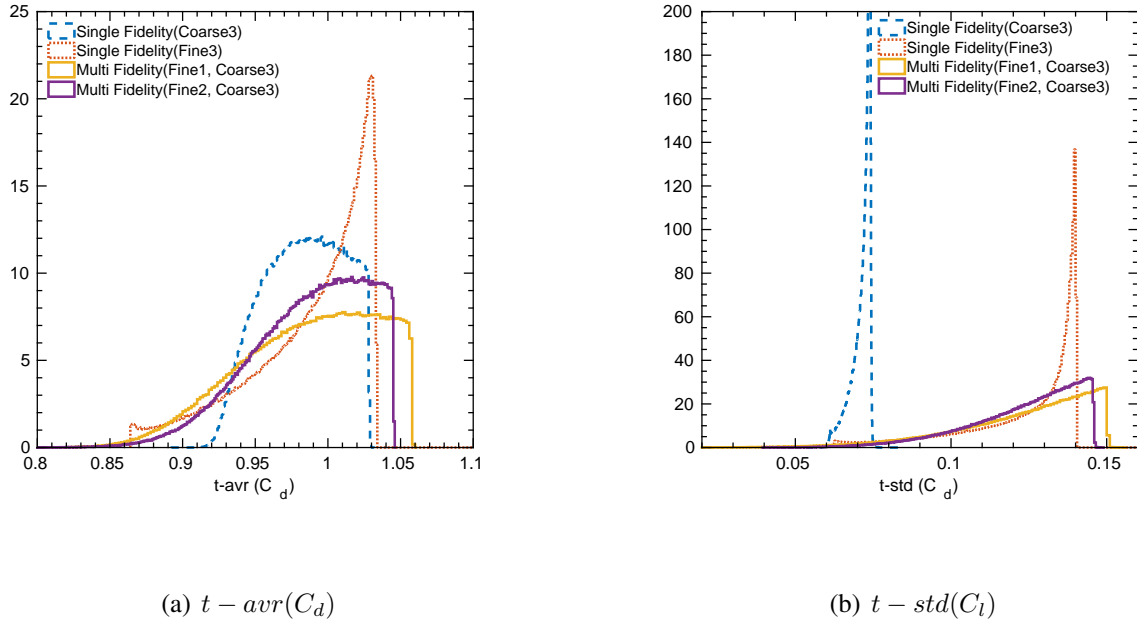 25
20
15
10
5
0
0.8
0.85
0.9
0.95
1
1.05
1.1
t-avr (C d)
Single Fidelity(Coarse3)
Single Fidelity(Fine3)
Multi Fidelity(Fine1, Coarse3)
Multi Fidelity(Fine2, Coarse3)
(a) t − avr(Cd)
200
180
160
140
120
100
80
60
40
20
0
0.05
0.1
0.15
t-std (C d)
Single Fidelity(Coarse3)
Single Fidelity(Fine3)
Multi Fidelity(Fine1, Coarse3)
Multi Fidelity(Fine2, Coarse3)
(b) t − std(Cl)